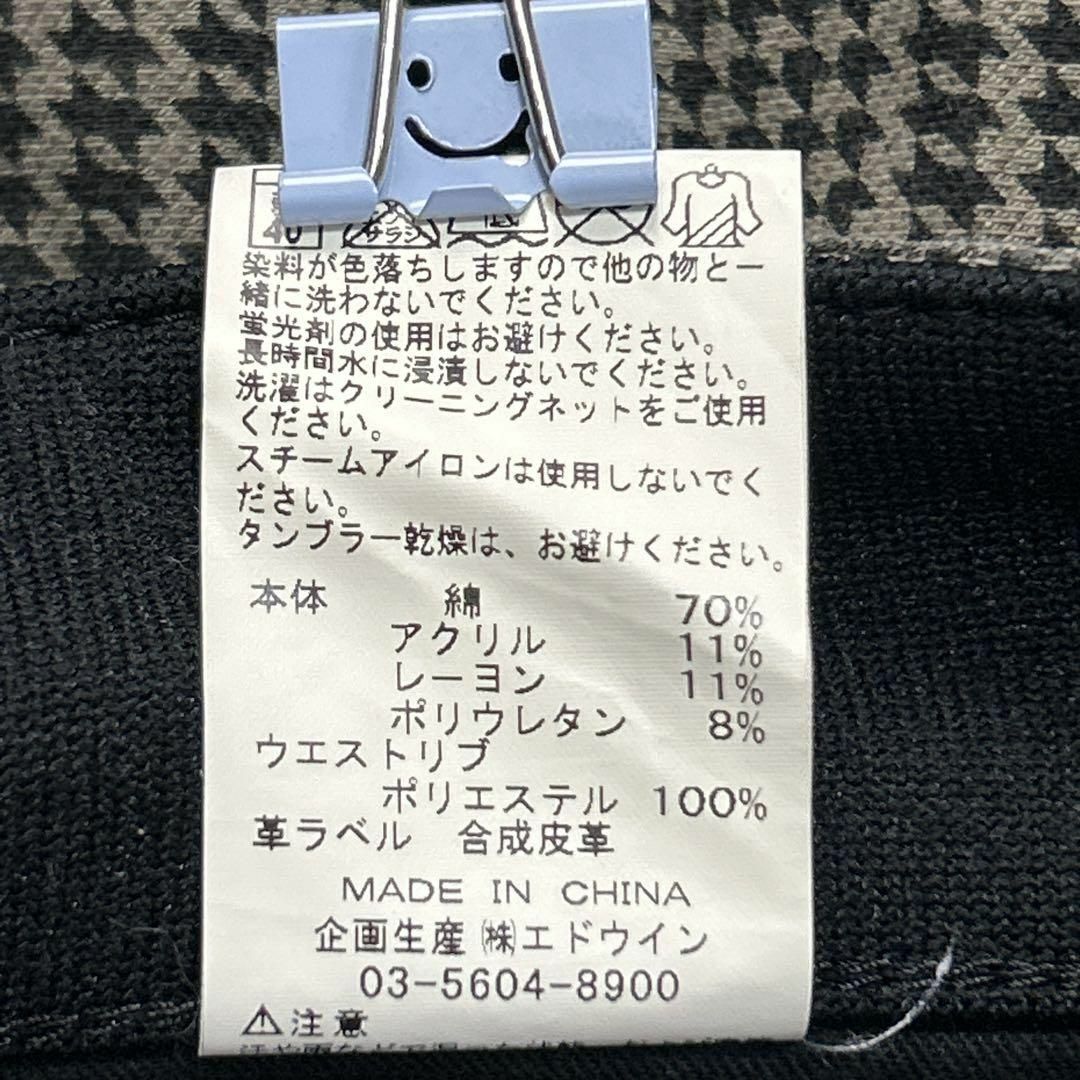 40 サラシ
染料が色落ちしますので他の物と一
緒に洗わないでください。
蛍光剤の使用はお避けください。
長時間水に浸漬しないでください。
洗濯はクリーニングネットをご使用
ください。
スチームアイロンは使用しないでく
ださい。
タンブラー乾燥は、お避けください。
本体 綿 70%
アクリル 11%
レーヨン 11%
ポリウレタン 8%
ウエストリブ
ポリエステル 100%
革ラベル 合成皮革
MADE IN CHINA
企画生産 ㈱エドウイン
03-5604-8900
⚠注意